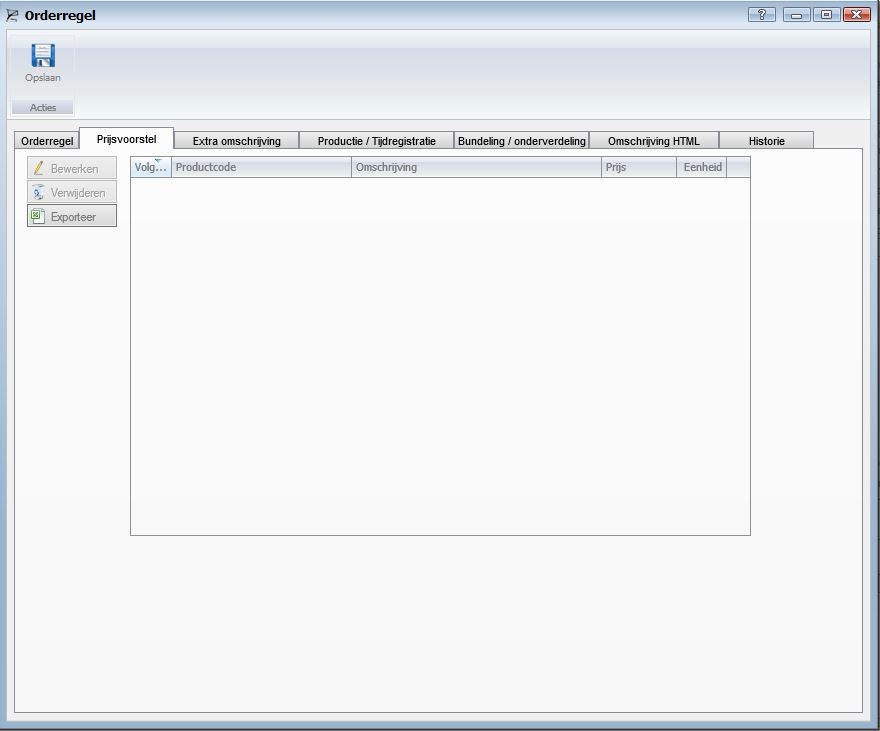 Orderregel
?
Opslaan
Acties
Orderregel Prijsvoorstel Extra omschrijving Productie / Tijdregistratie Bundeling / onderverdeling Omschrijving HTML Historie
Bewerken
Verwijderen
Exporteer
Volg... Productcode Omschrijving Prijs Eenheid